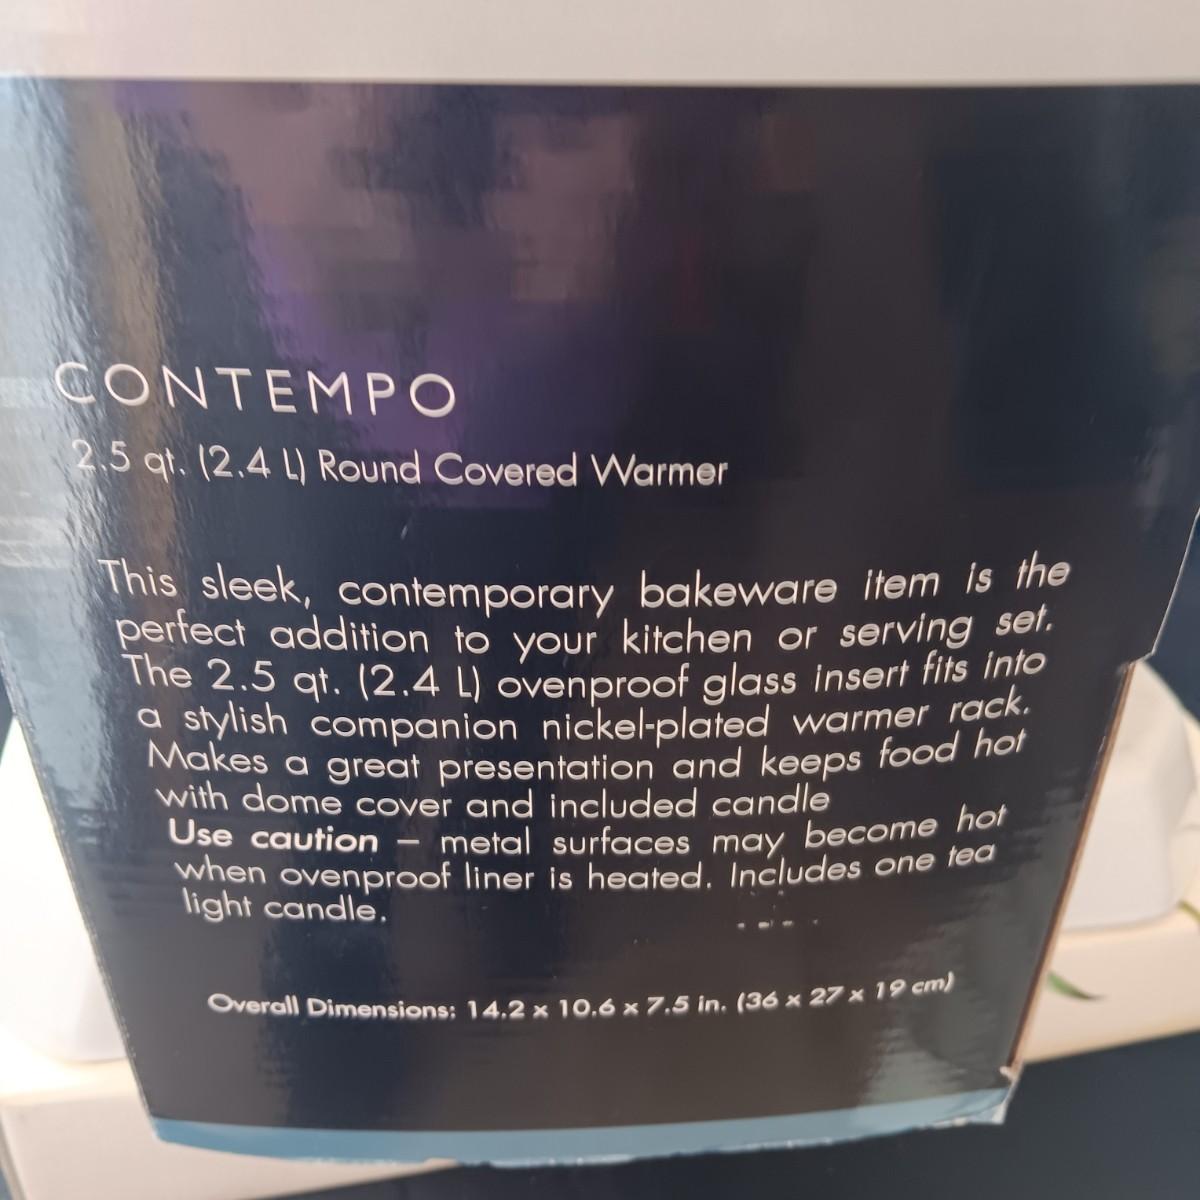 CONTEMPO
2.5 qt. (2.4 L) Round Covered Warmer
This sleek, contemporary bakeware item is the
perfect addition to your kitchen or serving set.
The 2.5 qt. (2.4 L) ovenproof glass insert fits into
a stylish companion nickel-plated warmer rack.
Makes a great presentation and keeps food hot
with dome cover and included candle
Use caution – metal surfaces may become hot
when ovenproof liner is heated. Includes one tea
light candle.
Overall Dimensions: 14.2 x 10.6 x 7.5 in. (36 x 27 x 19 cm)